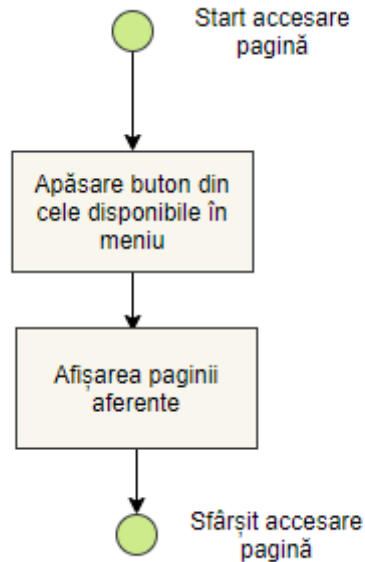 Start accesare
pagină
Apăsare buton din
cele disponibile în
meniu
Afișarea paginii
aferente
Sfârșit accesare
pagină